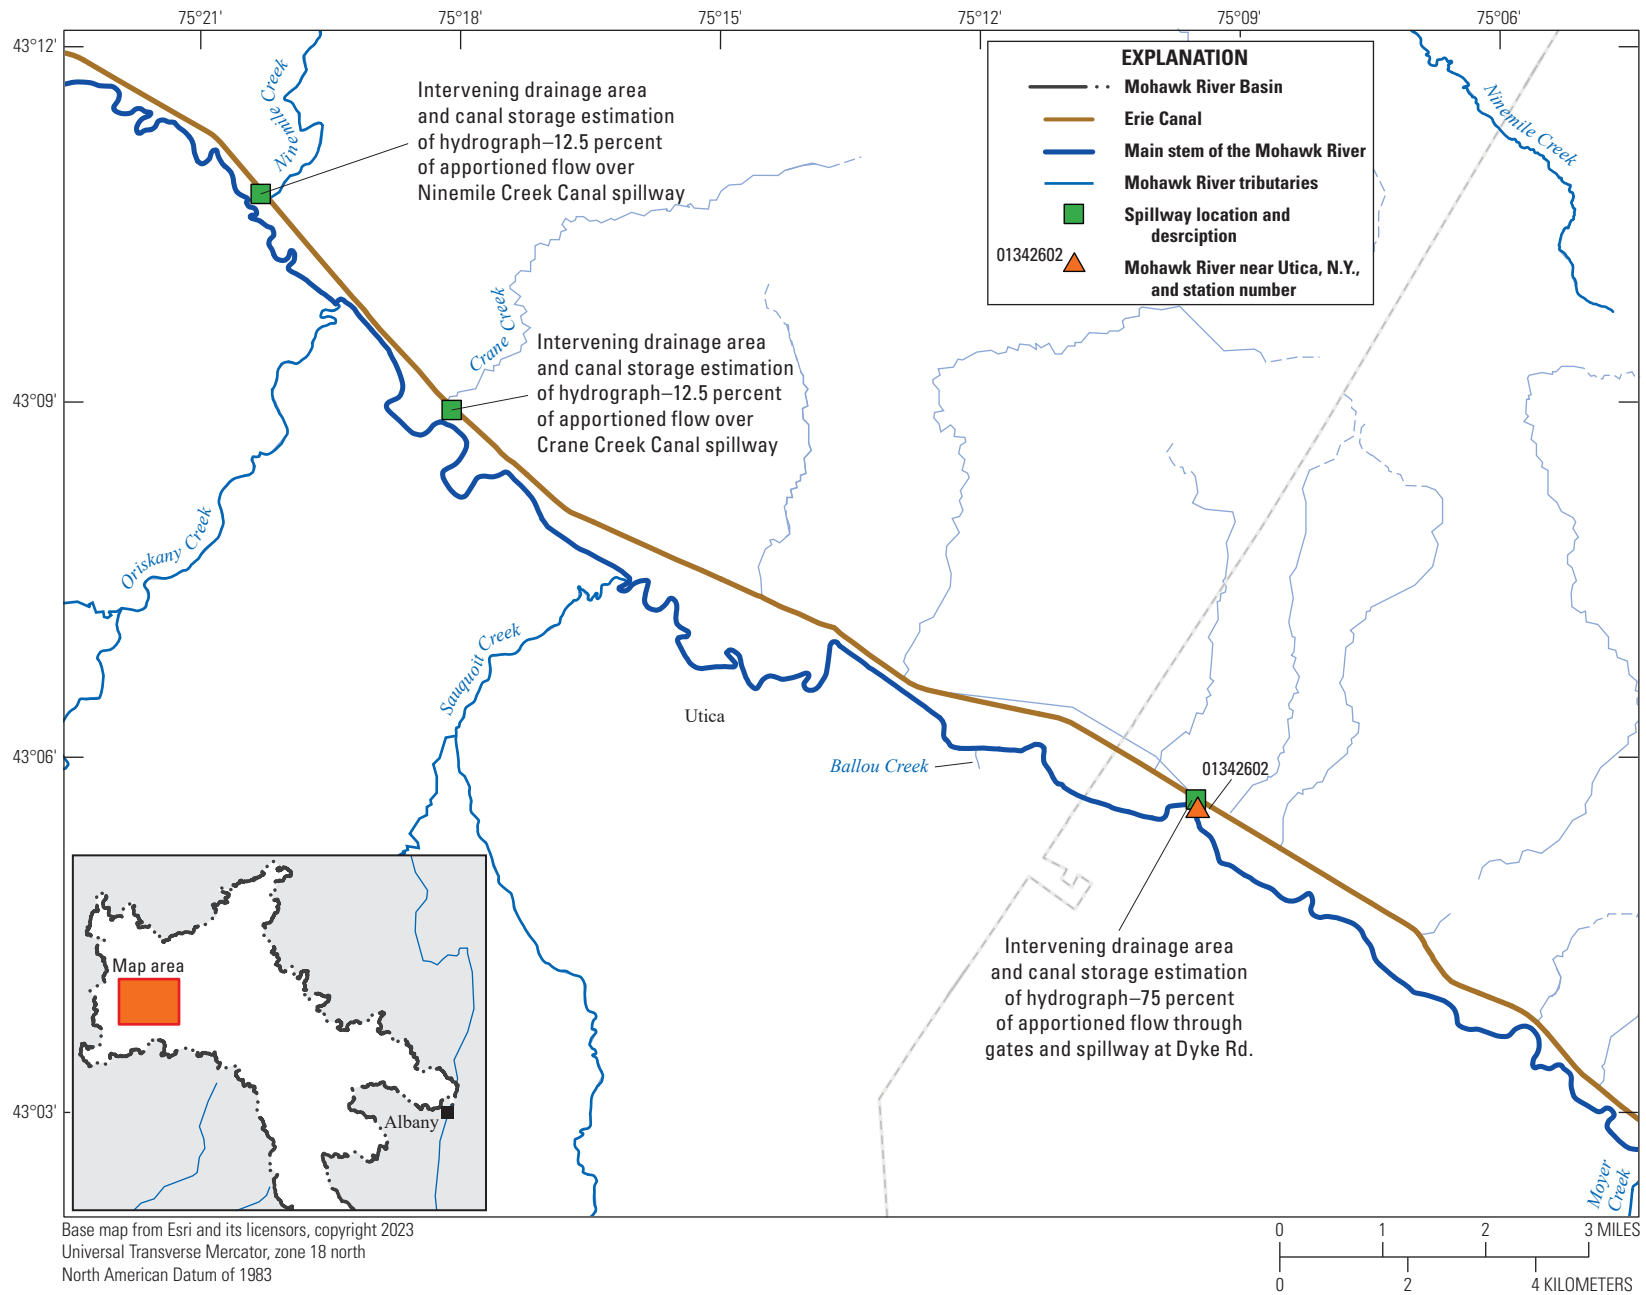 75°21'
75°18'
75°15'
75°12'
75°09'
75°06'
43°12'
43°09'
43°06'
43°03'
EXPLANATION
Mohawk River Basin
Erie Canal
Main stem of the Mohawk River
Mohawk River tributaries
Spillway location and
desrciption
01342602
Mohawk River near Utica, N.Y.,
and station number
Ninemile Creek
Intervening drainage area
and canal storage estimation
of hydrograph–12.5 percent
of apportioned flow over
Ninemile Creek Canal spillway
Ninemile Creek
Crane Creek
Intervening drainage area
and canal storage estimation
of hydrograph–12.5 percent
of apportioned flow over
Crane Creek Canal spillway
Oriskany Creek
Sauquoit Creek
Utica
Ballou Creek
01342602
Intervening drainage area
and canal storage estimation
of hydrograph–75 percent
of apportioned flow through
gates and spillway at Dyke Rd.
Map area
Albany
Moyer
Creek
Base map from Esri and its licensors, copyright 2023
Universal Transverse Mercator, zone 18 north
North American Datum of 1983
0 1 2 3 MILES
0 2 4 KILOMETERS